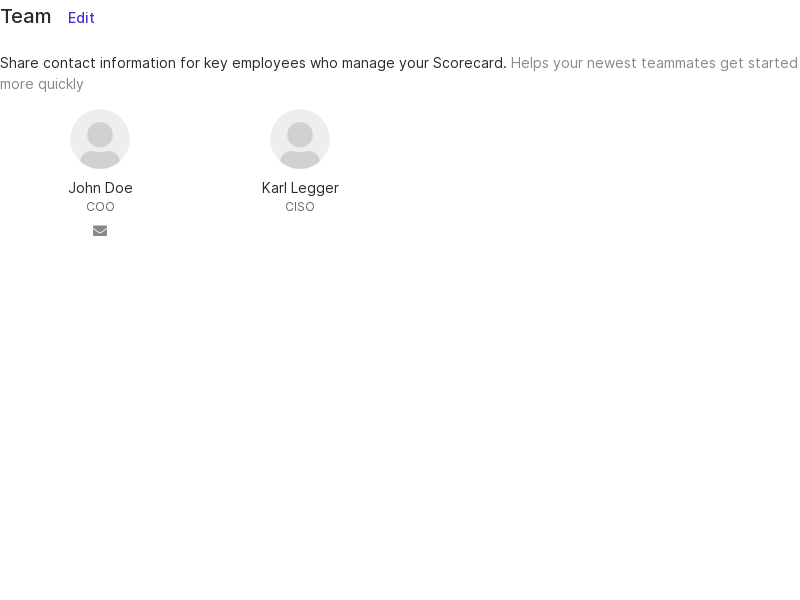 Team Edit
Share contact information for key employees who manage your Scorecard. Helps your newest teammates get started
more quickly
John Doe
COO
Karl Legger
CISO